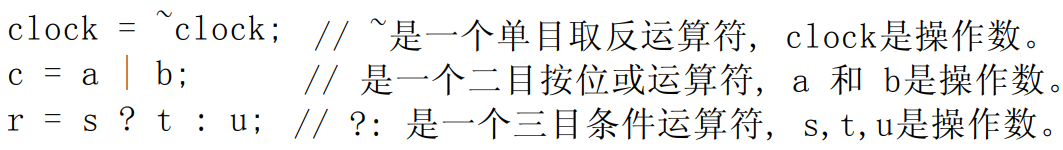 clock = ~clock; // ~是一个单目取反运算符, clock是操作数。
c = a | b; // 是一个二目按位或运算符, a 和 b是操作数。
r = s ? t : u; // ?: 是一个三目条件运算符, s,t,u是操作数。